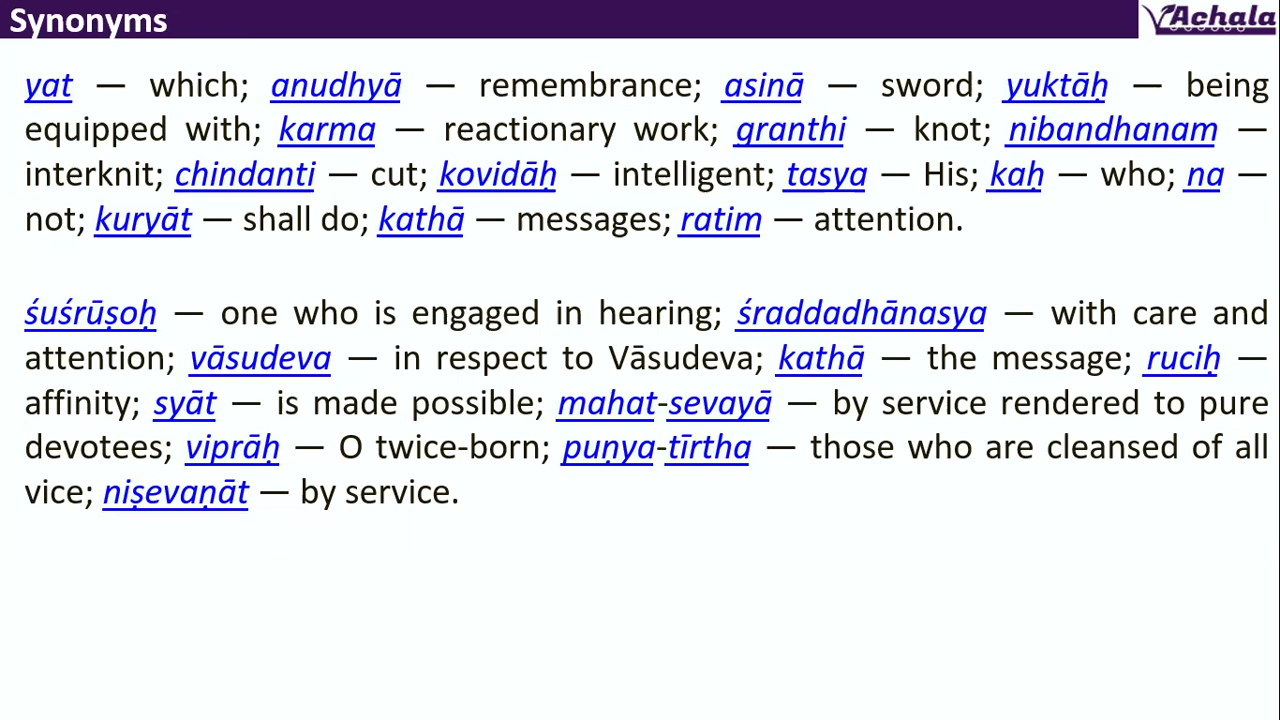 Synonyms
Achala
yat — which; anudhyā — remembrance; asinā — sword; yuktāḥ — being
equipped with; karma — reactionary work; granthi — knot; nibandhanam —
interknit; chindanti — cut; kovidāḥ — intelligent; tasya — His; kaḥ — who; na —
not; kuryāt — shall do; kathā — messages; ratim — attention.
śuśrūṣoḥ — one who is engaged in hearing; śraddadhānasya — with care and
attention; vāsudeva — in respect to Vāsudeva; kathā — the message; ruciḥ —
affinity; syāt — is made possible; mahat-sevayā — by service rendered to pure
devotees; viprāḥ — O twice-born; puṇya-tīrtha — those who are cleansed of all
vice; niṣevaṇāt — by service.